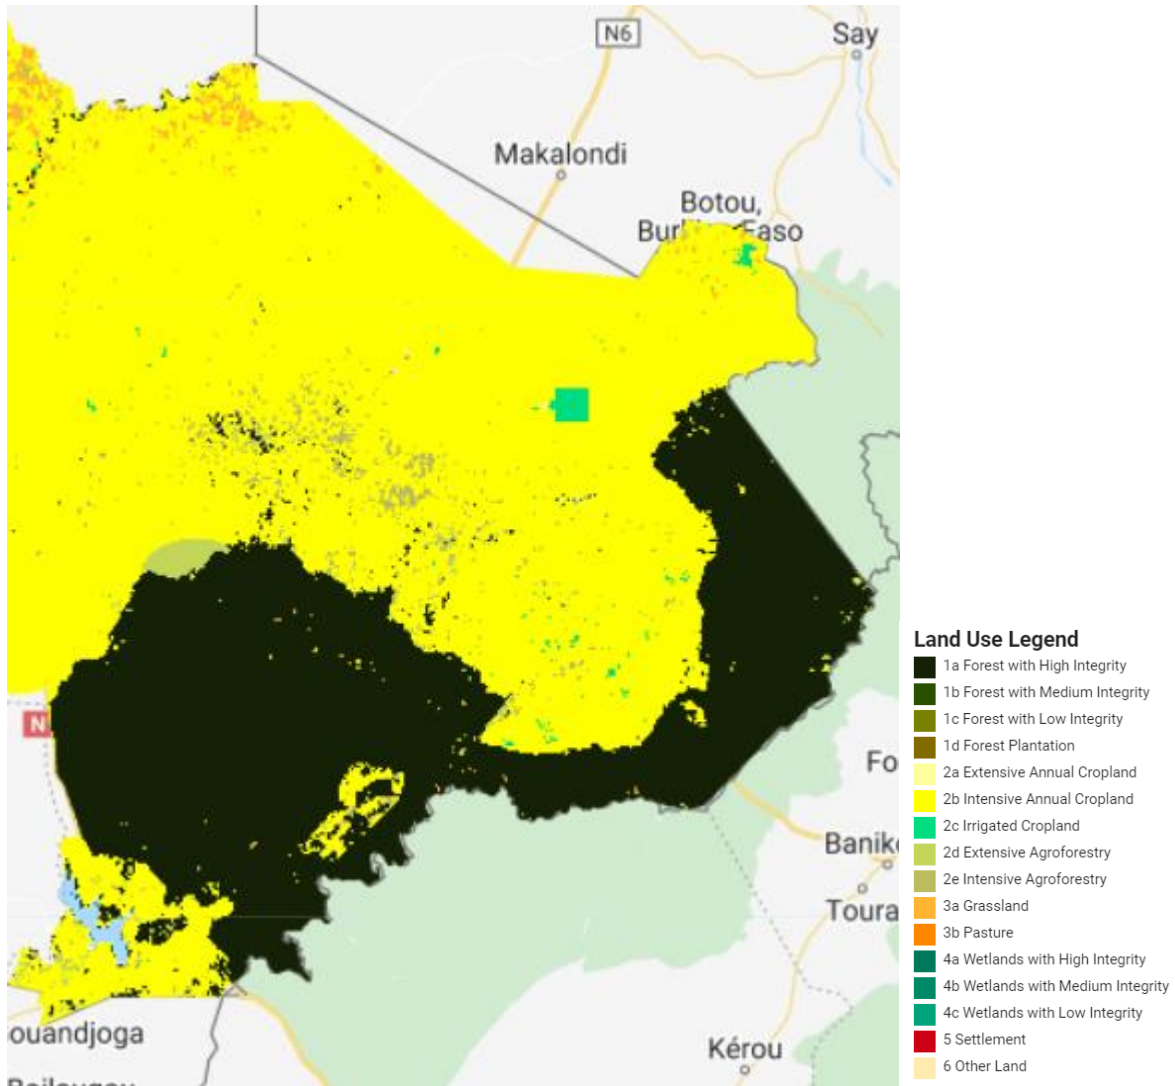 N6
Say
Makalondi
Botou,
Faso
N
Fo
Banik
Toura
ouandjoga
Kérou
Land Use Legend
1a Forest with High Integrity
1b Forest with Medium Integrity
1c Forest with Low Integrity
1d Forest Plantation
2a Extensive Annual Cropland
2b Intensive Annual Cropland
2c Irrigated Cropland
2d Extensive Agroforestry
2e Intensive Agroforestry
3a Grassland
3b Pasture
4a Wetlands with High Integrity
4b Wetlands with Medium Integrity
4c Wetlands with Low Integrity
5 Settlement
6 Other Land